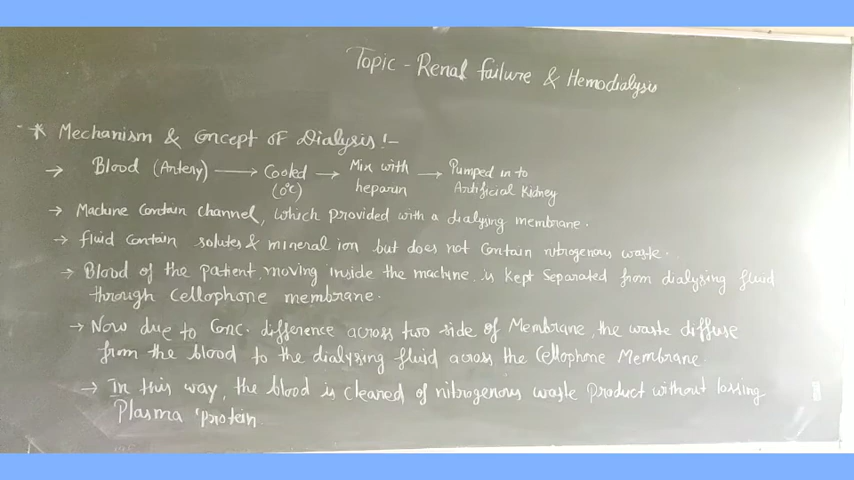 Topic - Renal failure & Hemodialysis
* Mechanism & Concept OF Dialysis :-
→ Blood (Artery) → Cooled (0°C) → Mix with heparin → Pumped in to Artificial Kidney
→ Machine Contain channel, which provided with a dialysing membrane.
→ Fluid Contain solutes & mineral ion but does not contain nitrogenous waste.
→ Blood of the patient moving inside the machine is kept separated from dialysing fluid
through Cellophone membrane.
→ Now due to Conc. difference across two side of Membrane, the waste diffuse
from the blood to the dialysing fluid across the Cellophone Membrane.
→ In this way, the blood is cleared of nitrogenous waste product without lossing
Plasma protein